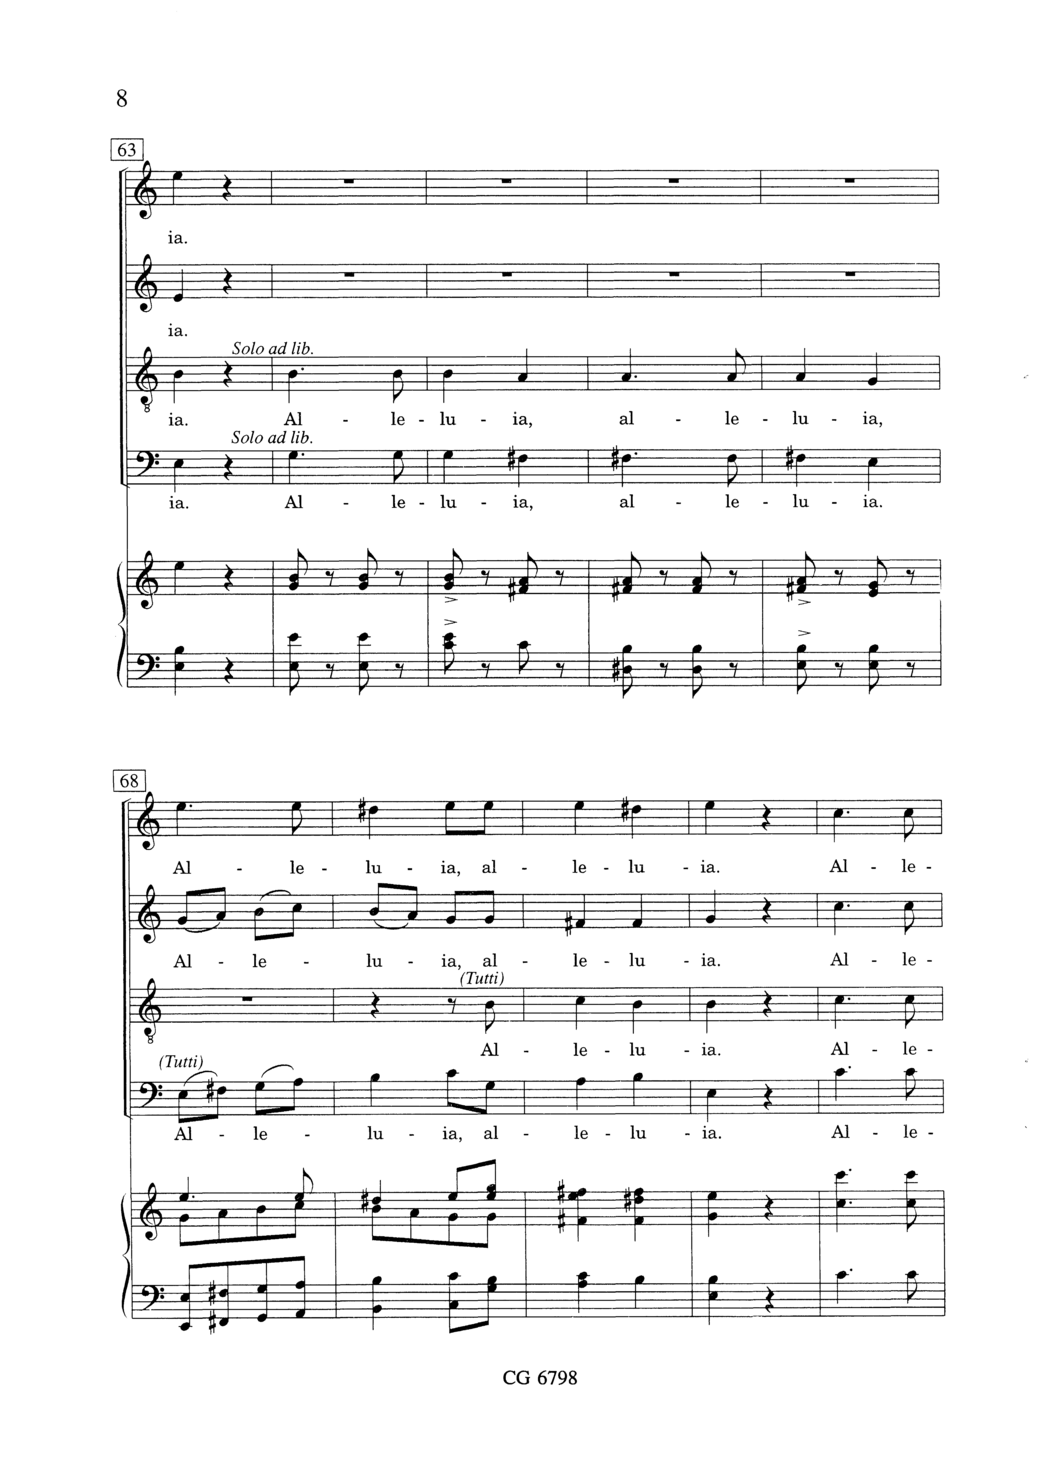 8
63
ia.
ia.
Solo ad lib.
ia. Al - le - lu - ia, al - le - lu - ia,
Solo ad lib.
ia. Al - le - lu - ia, al - le - lu - ia.
68
Al - le - lu - ia, al - le - lu - ia. Al - le -
Al - le - lu - ia, al - le - lu - ia. Al - le -
(Tutti)
Al - le - lu - ia. Al - le -
(Tutti)
Al - le - lu - ia, al - le - lu - ia. Al - le -
CG 6798